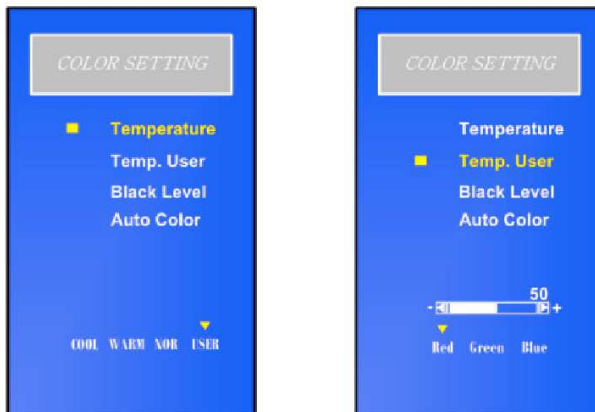 COLOR SETTING
Temperature
Temp. User
Black Level
Auto Color
COOL WARM NOR USER
COLOR SETTING
Temperature
Temp. User
Black Level
Auto Color
50
- +
Red Green Blue